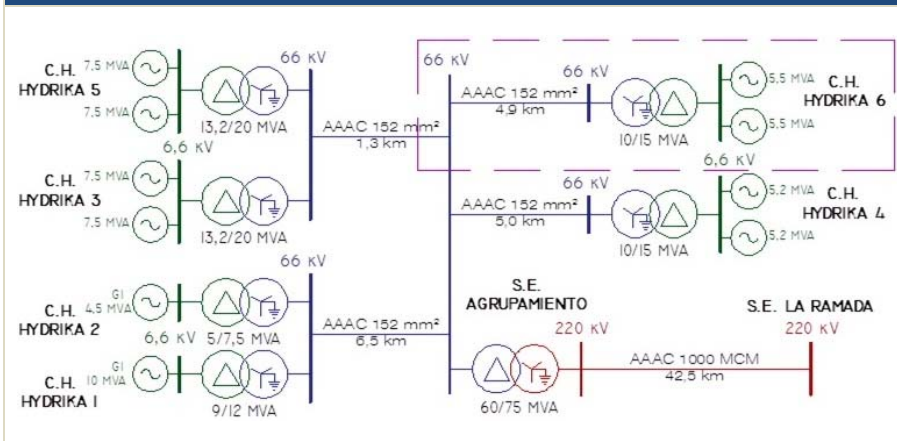 C.H.
HYDRIKA 5
7.5 MVA
7.5 MVA
13,2/20 MVA
66 KV
6,6 KV
C.H.
HYDRIKA 3
7.5 MVA
7.5 MVA
13,2/20 MVA
AAAC 152 mm²
1,3 km
66 KV
AAAC 152 mm²
4,9 km
66 KV
10/15 MVA
5.5 MVA
5.5 MVA
C.H.
HYDRIKA 6
6,6 KV
66 KV
AAAC 152 mm²
5,0 km
10/15 MVA
5,2 MVA
5,2 MVA
C.H.
HYDRIKA 4
C.H.
HYDRIKA 2
G1
4,5 MVA
6,6 KV
5/7,5 MVA
66 KV
C.H.
HYDRIKA 1
G1
10 MVA
9/12 MVA
AAAC 152 mm²
6,5 km
S.E.
AGRUPAMIENTO
220 KV
60/75 MVA
AAAC 1000 MCM
42,5 km
S.E. LA RAMADA
220 KV